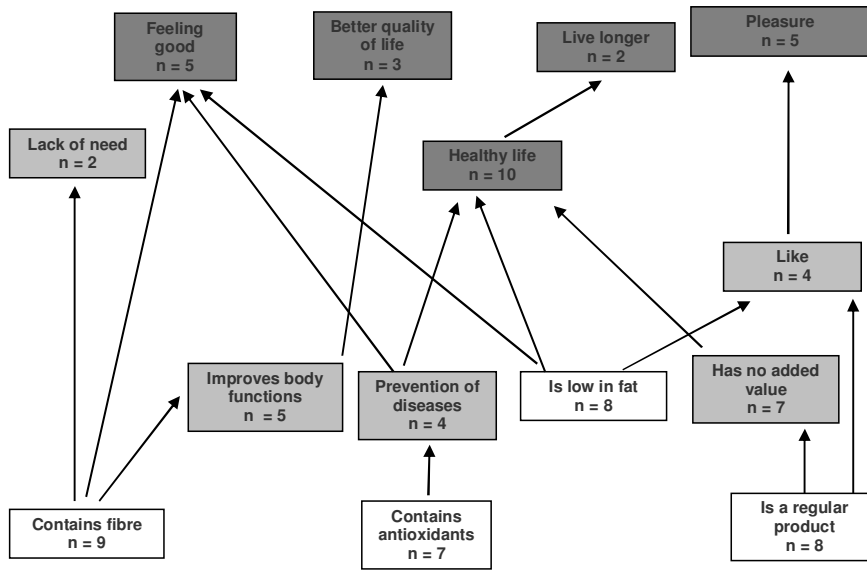 Feeling
good
n = 5
Better quality
of life
n = 3
Live longer
n = 2
Pleasure
n = 5
Lack of need
n = 2
Healthy life
n = 10
Like
n = 4
Improves body
functions
n  = 5
Prevention of
diseases
n = 4
Is low in fat
n = 8
Has no added
value
n = 7
Contains fibre
n = 9
Contains
antioxidants
n = 7
Is a regular
product
n = 8